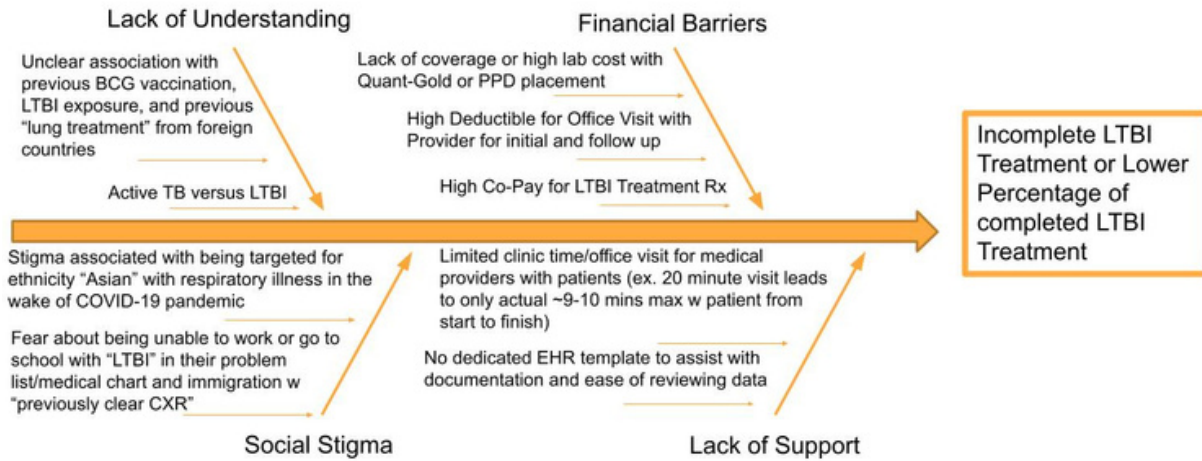 Lack of Understanding
Unclear association with
previous BCG vaccination,
LTBI exposure, and previous
“lung treatment” from foreign
countries
Active TB versus LTBI
Financial Barriers
Lack of coverage or high lab cost with
Quant-Gold or PPD placement
High Deductible for Office Visit with
Provider for initial and follow up
High Co-Pay for LTBI Treatment Rx
Incomplete LTBI
Treatment or Lower
Percentage of
completed LTBI
Treatment
Stigma associated with being targeted for
ethnicity “Asian” with respiratory illness in the
wake of COVID-19 pandemic
Fear about being unable to work or go to
school with “LTBI” in their problem
list/medical chart and immigration w
“previously clear CXR”
Social Stigma
Limited clinic time/office visit for medical
providers with patients (ex. 20 minute visit leads
to only actual ~9-10 mins max w patient from
start to finish)
No dedicated EHR template to assist with
documentation and ease of reviewing data
Lack of Support